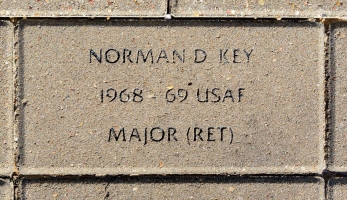 NORMAN D KEY
1968 - 69 USAF
MAJOR (RET)